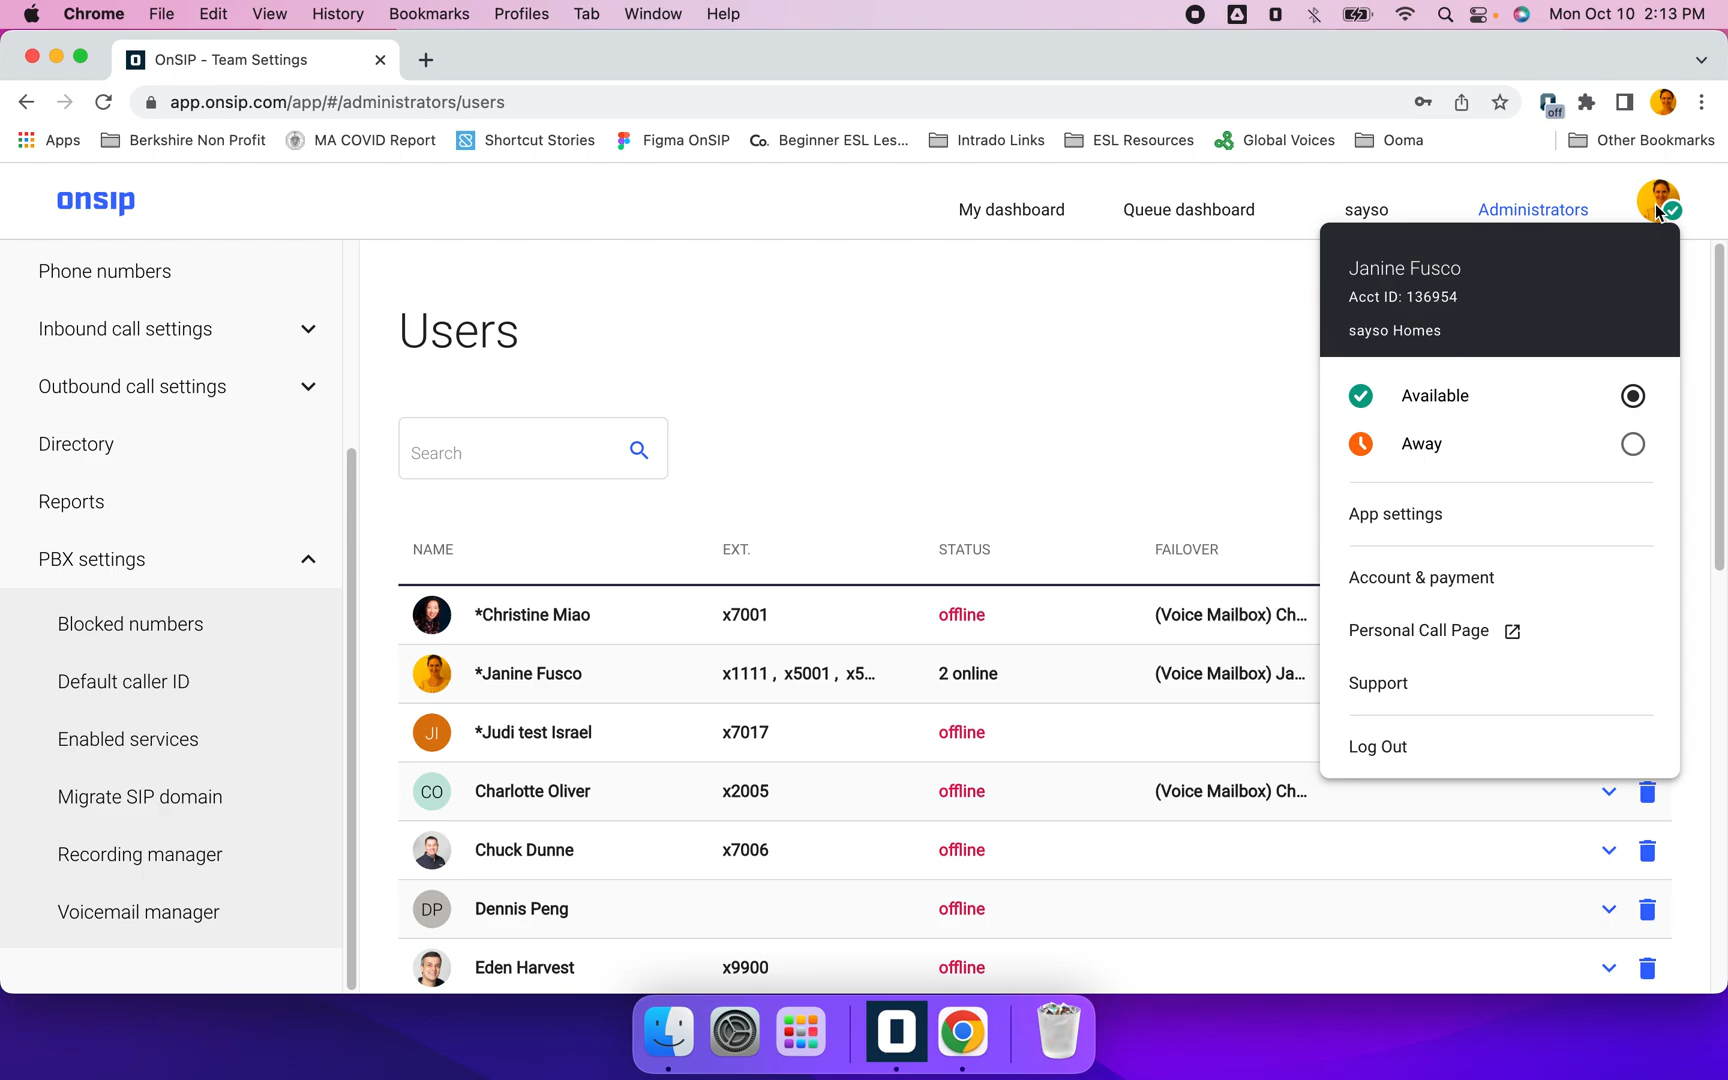 Chrome File Edit View History Bookmarks Profiles Tab Window Help Mon Oct 10 2:13 PM
OnSIP - Team Settings
app.onsip.com/app/#/administrators/users
off
Apps Berkshire Non Profit MA COVID Report Shortcut Stories Figma OnSIP Co. Beginner ESL Les... Intrado Links ESL Resources Global Voices Ooma Other Bookmarks
onsip
My dashboard Queue dashboard sayso Administrators
Phone numbers
Inbound call settings
Outbound call settings
Directory
Reports
PBX settings
Blocked numbers
Default caller ID
Enabled services
Migrate SIP domain
Recording manager
Voicemail manager
Users
Search
NAME EXT. STATUS FAILOVER
*Christine Miao x7001 offline (Voice Mailbox) Ch...
*Janine Fusco x1111 , x5001 , x5... 2 online (Voice Mailbox) Ja...
JI *Judi test Israel x7017 offline
CO Charlotte Oliver x2005 offline (Voice Mailbox) Ch...
Chuck Dunne x7006 offline
DP Dennis Peng offline
Eden Harvest x9900 offline
Janine Fusco
Acct ID: 136954
sayso Homes
Available
Away
App settings
Account & payment
Personal Call Page
Support
Log Out